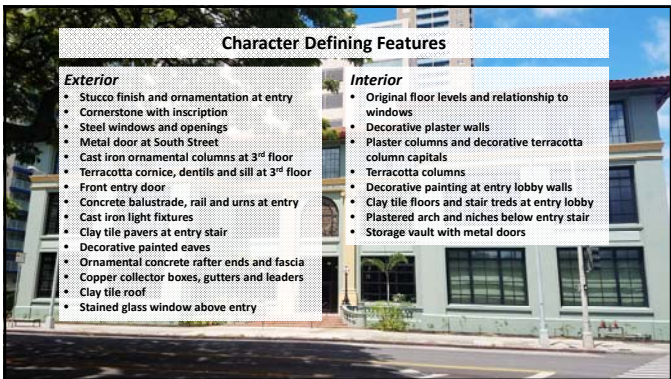 Character Defining Features
Exterior
• Stucco finish and ornamentation at entry
• Cornerstone with inscription
• Steel windows and openings
• Metal door at South Street
• Cast iron ornamental columns at 3rd floor
• Terracotta cornice, dentils and sill at 3rd floor
• Front entry door
• Concrete balustrade, rail and urns at entry
• Cast iron light fixtures
• Clay tile pavers at entry stair
• Decorative painted eaves
• Ornamental concrete rafter ends and fascia
• Copper collector boxes, gutters and leaders
• Clay tile roof
• Stained glass window above entry
Interior
• Original floor levels and relationship to
windows
• Decorative plaster walls
• Plaster columns and decorative terracotta
column capitals
• Terracotta columns
• Decorative painting at entry lobby walls
• Clay tile floors and stair treds at entry lobby
• Plastered arch and niches below entry stair
• Storage vault with metal doors